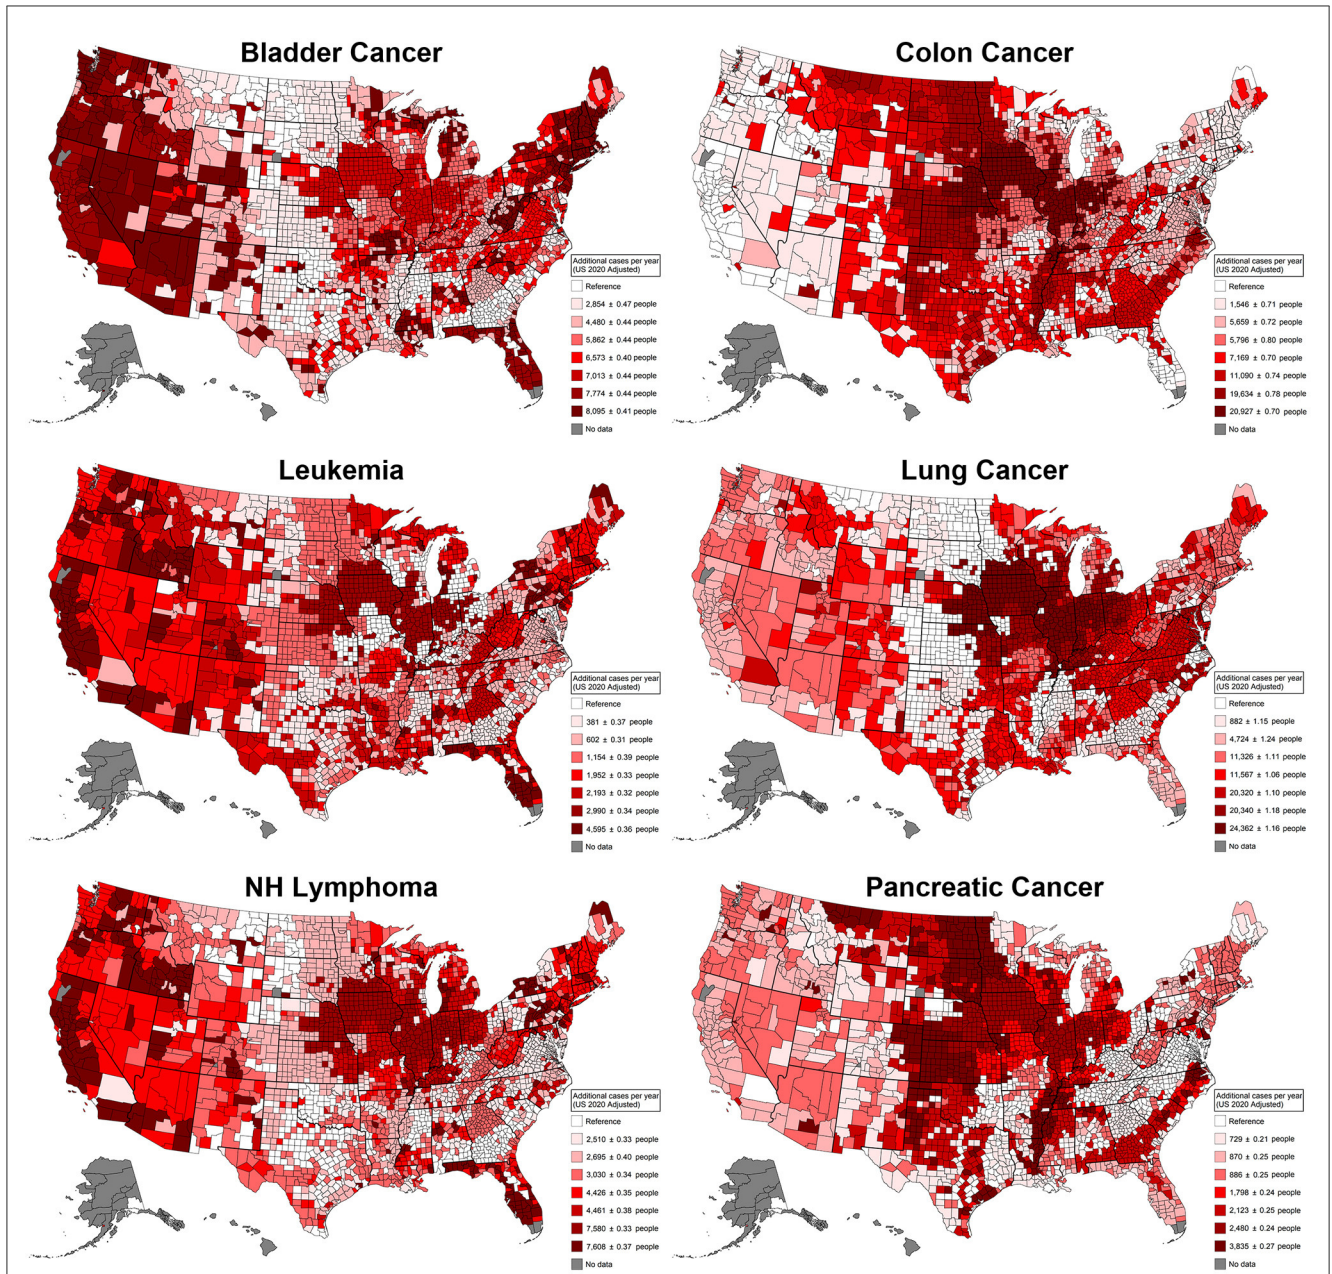 Bladder Cancer
Additional cases per year
(US 2020 Adjusted)
Reference
2,854 ± 0.47 people
4,480 ± 0.44 people
5,862 ± 0.44 people
6,573 ± 0.40 people
7,013 ± 0.44 people
7,774 ± 0.44 people
8,095 ± 0.41 people
No data
Colon Cancer
Additional cases per year
(US 2020 Adjusted)
Reference
1,546 ± 0.71 people
5,659 ± 0.72 people
5,796 ± 0.80 people
7,169 ± 0.70 people
11,090 ± 0.74 people
19,634 ± 0.78 people
20,927 ± 0.70 people
No data
Leukemia
Additional cases per year
(US 2020 Adjusted)
Reference
381 ± 0.37 people
602 ± 0.31 people
1,154 ± 0.39 people
1,952 ± 0.33 people
2,193 ± 0.32 people
2,990 ± 0.34 people
4,595 ± 0.36 people
No data
Lung Cancer
Additional cases per year
(US 2020 Adjusted)
Reference
882 ± 1.15 people
4,724 ± 1.24 people
11,326 ± 1.11 people
11,567 ± 1.06 people
20,320 ± 1.10 people
20,340 ± 1.18 people
24,362 ± 1.16 people
No data
NH Lymphoma
Additional cases per year
(US 2020 Adjusted)
Reference
2,510 ± 0.33 people
2,695 ± 0.40 people
3,030 ± 0.34 people
4,426 ± 0.35 people
4,461 ± 0.38 people
7,580 ± 0.33 people
7,608 ± 0.37 people
No data
Pancreatic Cancer
Additional cases per year
(US 2020 Adjusted)
Reference
729 ± 0.21 people
870 ± 0.25 people
886 ± 0.25 people
1,798 ± 0.24 people
2,123 ± 0.25 people
2,480 ± 0.24 people
3,835 ± 0.27 people
No data